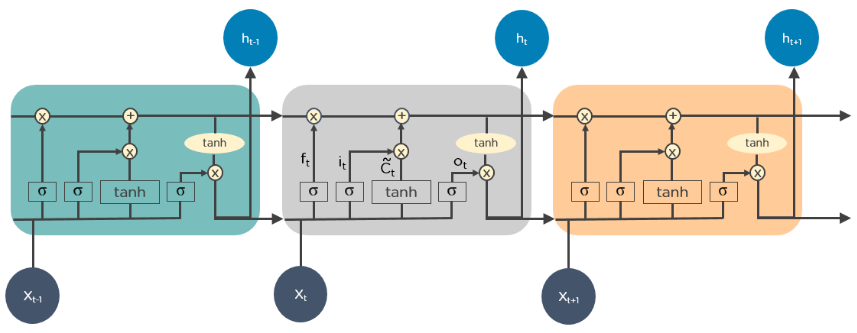 h_{t-1} h_t h_{t+1}
x + x + x +
tanh tanh tanh
x x x
f_t i_t C̃_t o_t
x x x
σ σ tanh σ σ σ tanh σ σ σ tanh σ
X_{t-1} X_t X_{t+1}